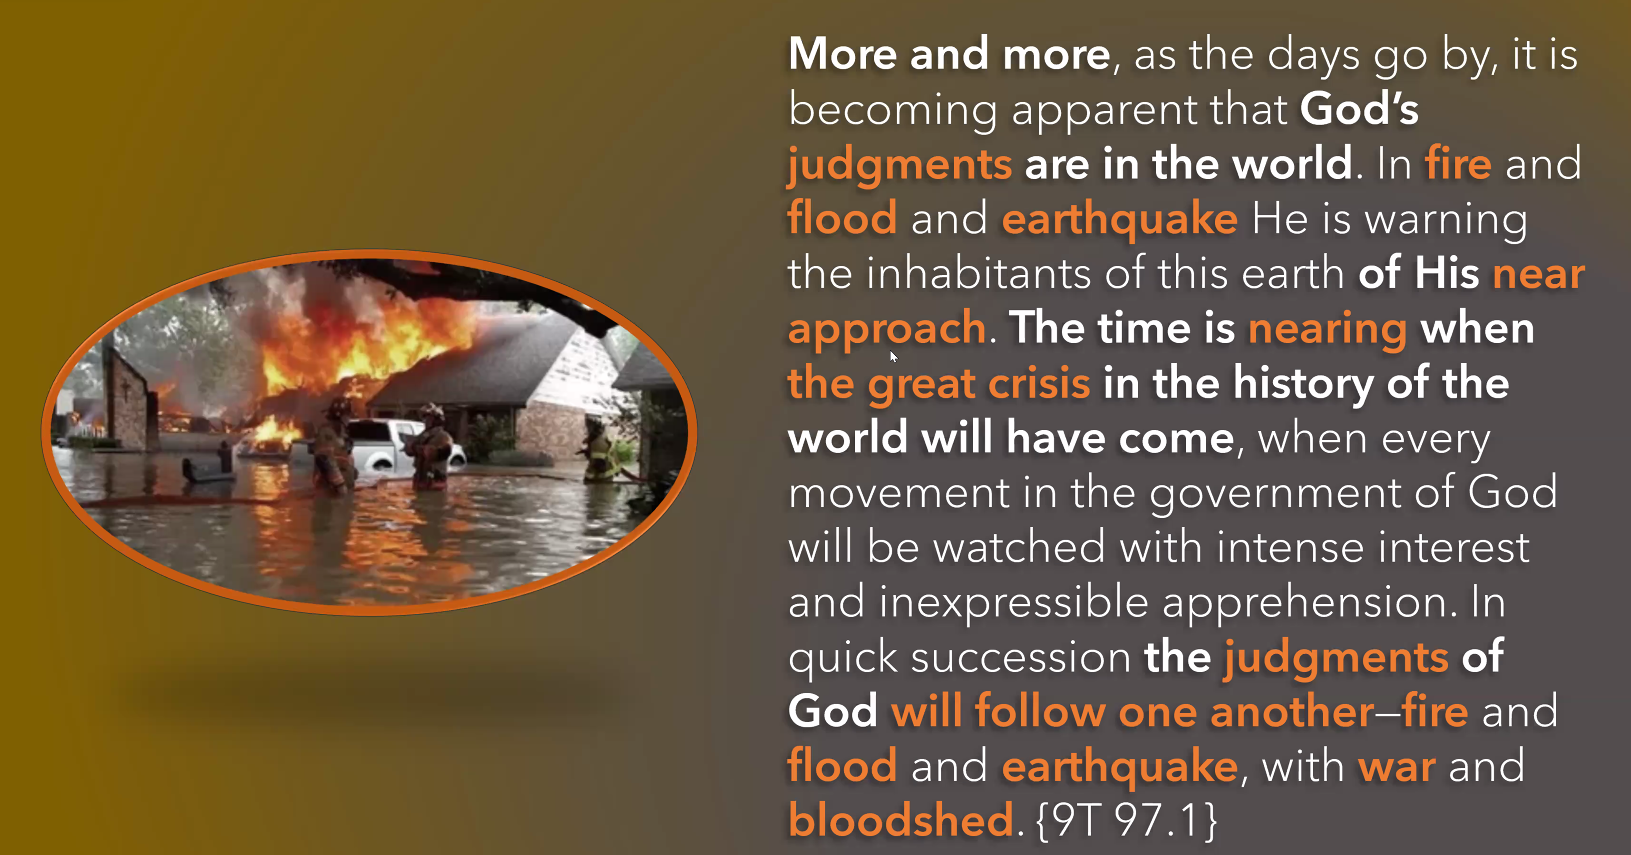 More and more, as the days go by, it is
becoming apparent that God’s
judgments are in the world. In fire and
flood and earthquake He is warning
the inhabitants of this earth of His near
approach. The time is nearing when
the great crisis in the history of the
world will have come, when every
movement in the government of God
will be watched with intense interest
and inexpressible apprehension. In
quick succession the judgments of
God will follow one another—fire and
flood and earthquake, with war and
bloodshed. {9T 97.1}